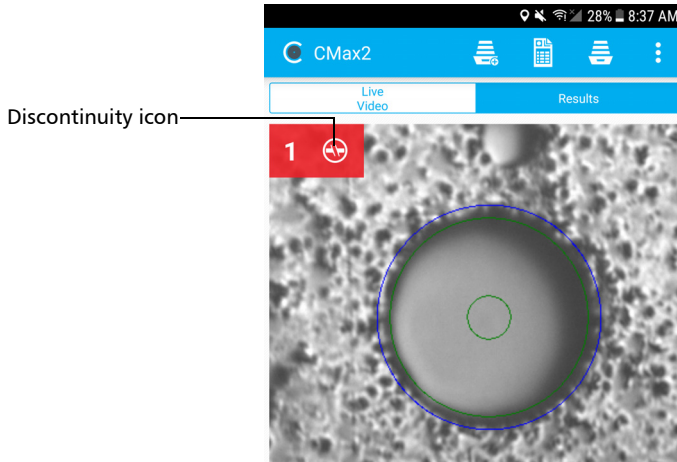 28% 8:37 AM
CMax2
Live
Video
Results
Discontinuity icon
1